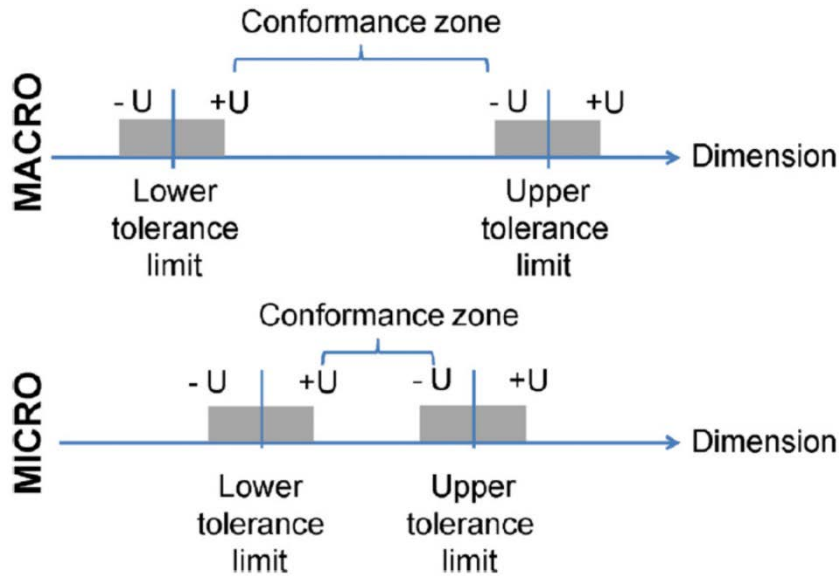 MACRO
Conformance zone
- U +U - U +U
Dimension
Lower
tolerance
limit
Upper
tolerance
limit
MICRO
Conformance zone
- U +U - U +U
Dimension
Lower
tolerance
limit
Upper
tolerance
limit